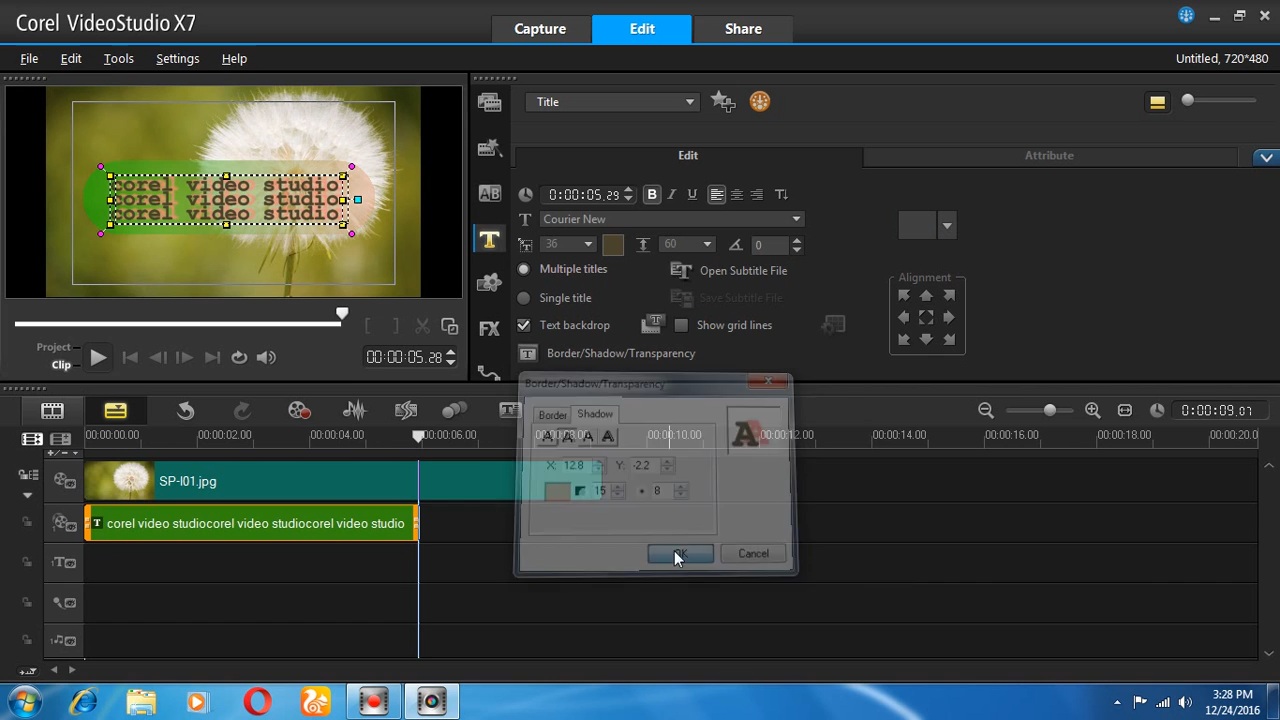 Corel VideoStudio X7
Capture
Edit
Share
File
Edit
Tools
Settings
Help
Untitled, 720*480
corel video studio
corel video studio
corel video studio
Title
Edit
Attribute
0:00:05.29
B
I
U
Courier New
36
60
0
Multiple titles
Open Subtitle File
Single title
Save Subtitle File
Text backdrop
Show grid lines
Border/Shadow/Transparency
Alignment
Project
Clip
00:00:05.28
Border/Shadow/Transparency
Border
Shadow
X: 12.8
Y: -2.2
15
8
OK
Cancel
0:00:09.07
00:00:00.00
00:00:02.00
00:00:04.00
00:00:06.00
00:00:08.00
00:00:10.00
00:00:12.00
00:00:14.00
00:00:16.00
00:00:18.00
00:00:20.0
SP-I01.jpg
corel video studiocorel video studiocorel video studio
3:28 PM
12/24/2016